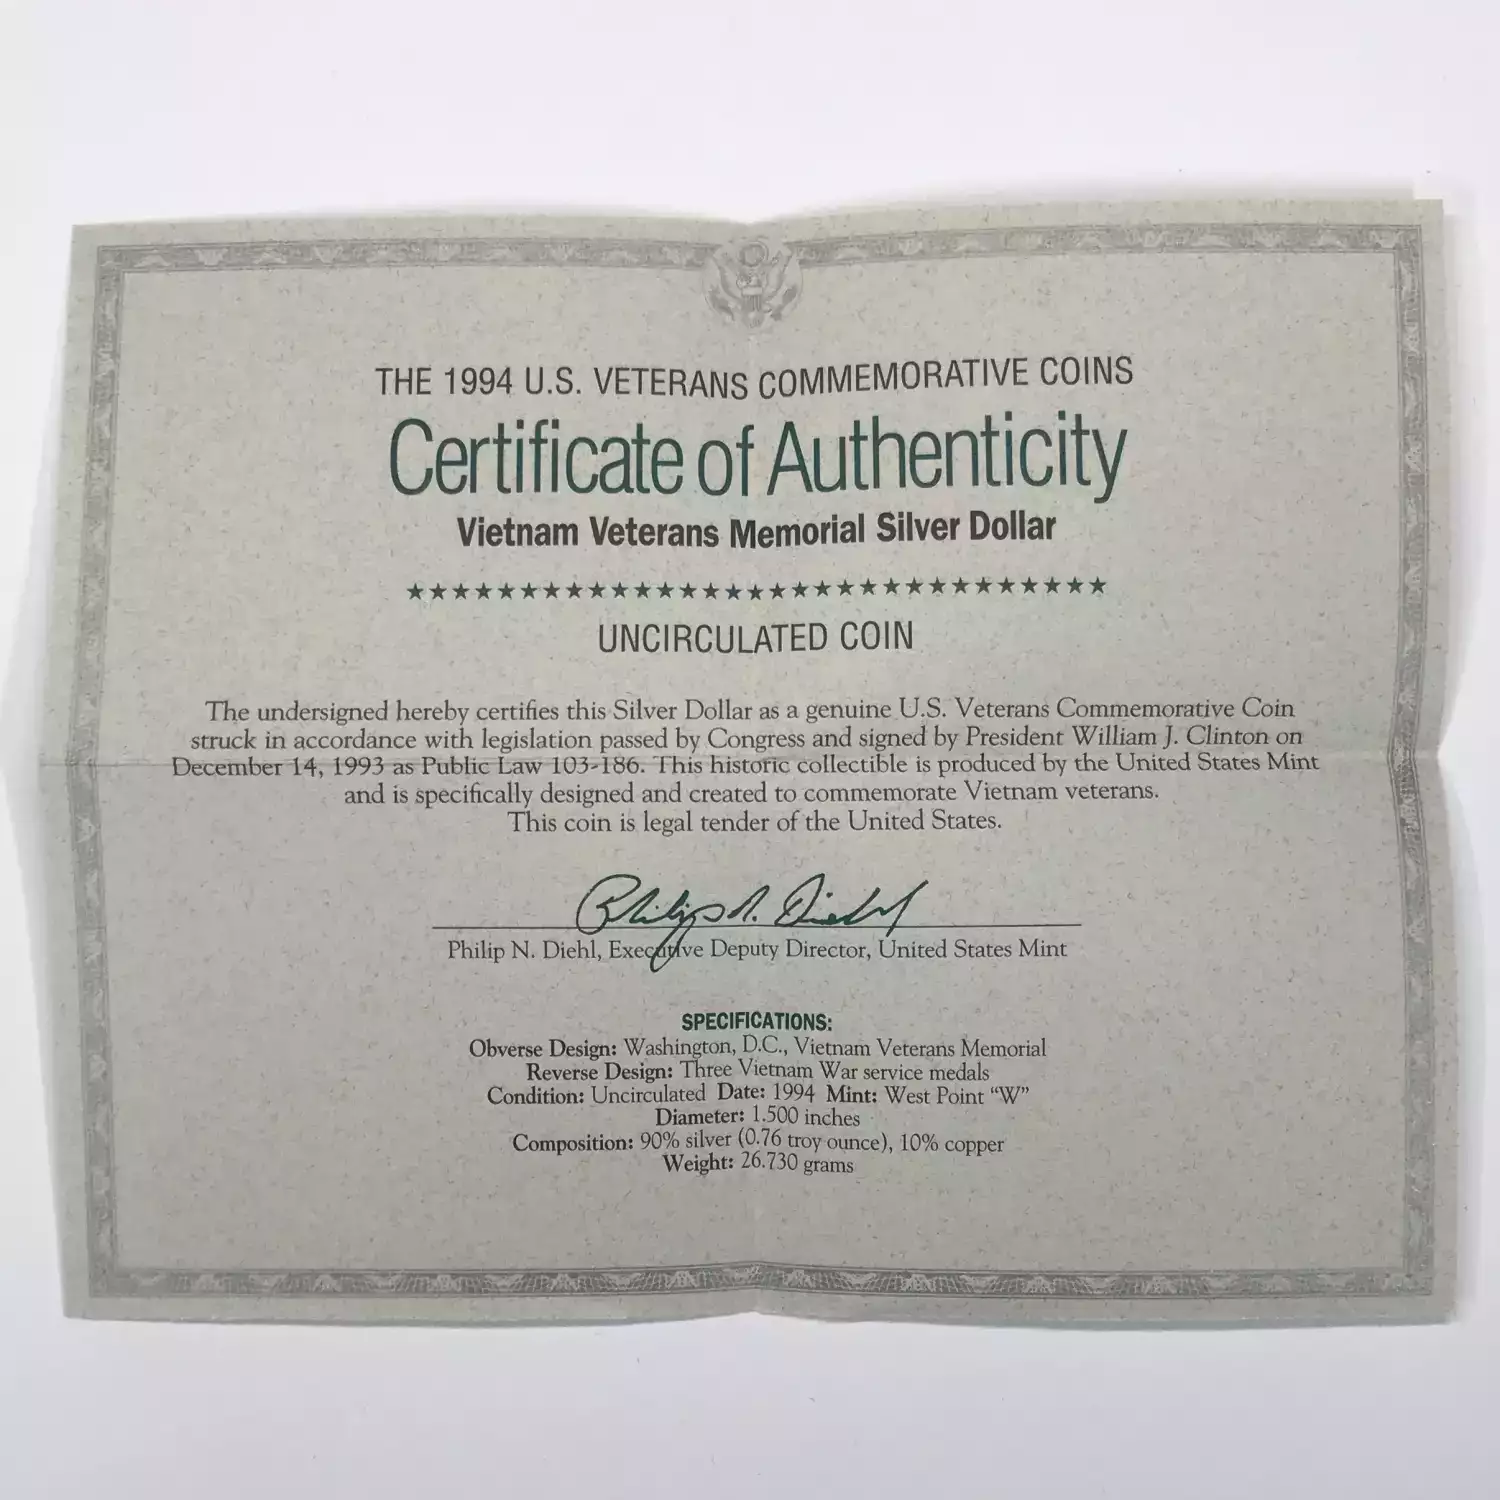 THE 1994 U.S. VETERANS COMMEMORATIVE COINS
Certificate of Authenticity
Vietnam Veterans Memorial Silver Dollar
★★★★★★★★★★★★★★★★★★★★★★★★★★★★★★★
UNCIRCULATED COIN
The undersigned hereby certifies this Silver Dollar as a genuine U.S. Veterans Commemorative Coin
struck in accordance with legislation passed by Congress and signed by President William J. Clinton on
December 14, 1993 as Public Law 103-186. This historic collectible is produced by the United States Mint
and is specifically designed and created to commemorate Vietnam veterans.
This coin is legal tender of the United States.
Philip N. Diehl
Philip N. Diehl, Executive Deputy Director, United States Mint
SPECIFICATIONS:
Obverse Design: Washington, D.C., Vietnam Veterans Memorial
Reverse Design: Three Vietnam War service medals
Condition: Uncirculated Date: 1994 Mint: West Point “W”
Diameter: 1.500 inches
Composition: 90% silver (0.76 troy ounce), 10% copper
Weight: 26.730 grams